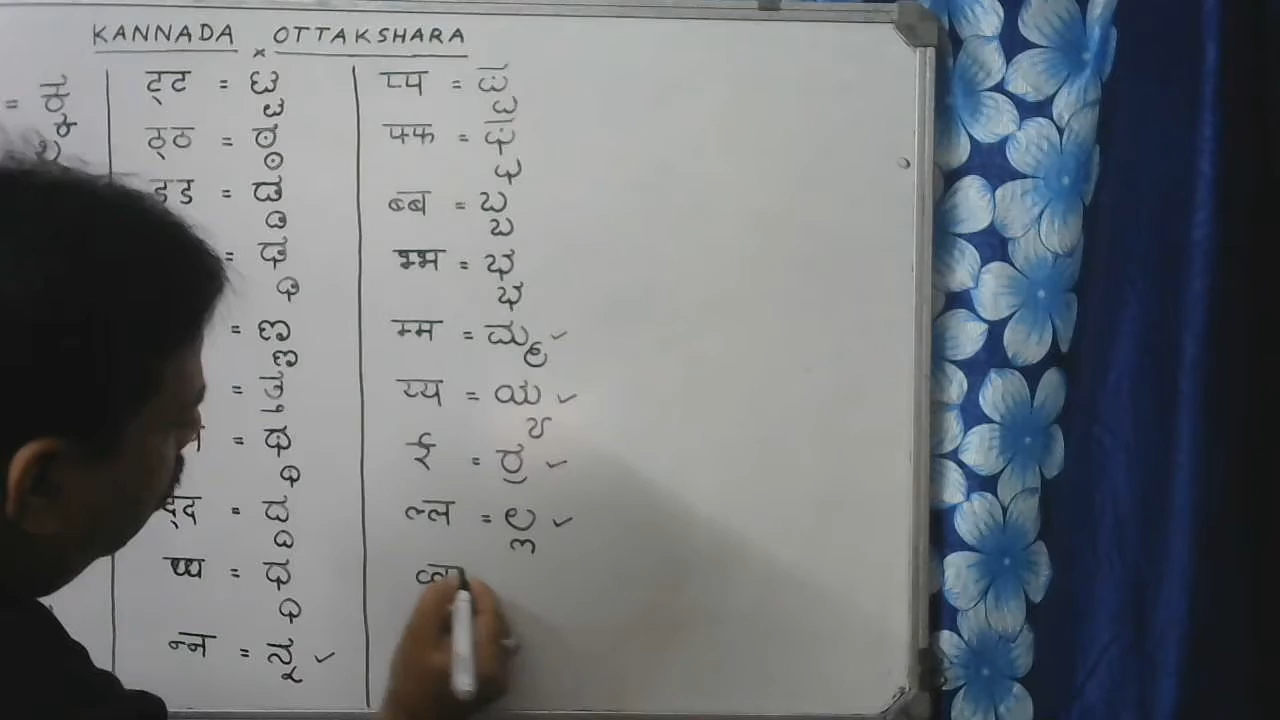 KANNADA OTTAKSHARA
ट्ट = ಟ್ಟ
ठ्ठ = ಠ್ಠ
ड्ड = ಡ್ಡ
= ಢ್ಢ
= ಣ್ಣ
= ತ್ತ
= ಥ್ಥ
द्द = ದ್ದ
ध्ध = ಧ್ಧ
न्न = ನ್ನ
प्प = ಪ್ಪ
फ्फ = ಫ್ಫ
ब्ब = ಬ್ಬ
भ्भ = ಭ್ಭ
म्म = ಮ್ಮ
य्य = ಯ್ಯ
र्र = ರ್ರ
ल्ल = ಲ್ಲ